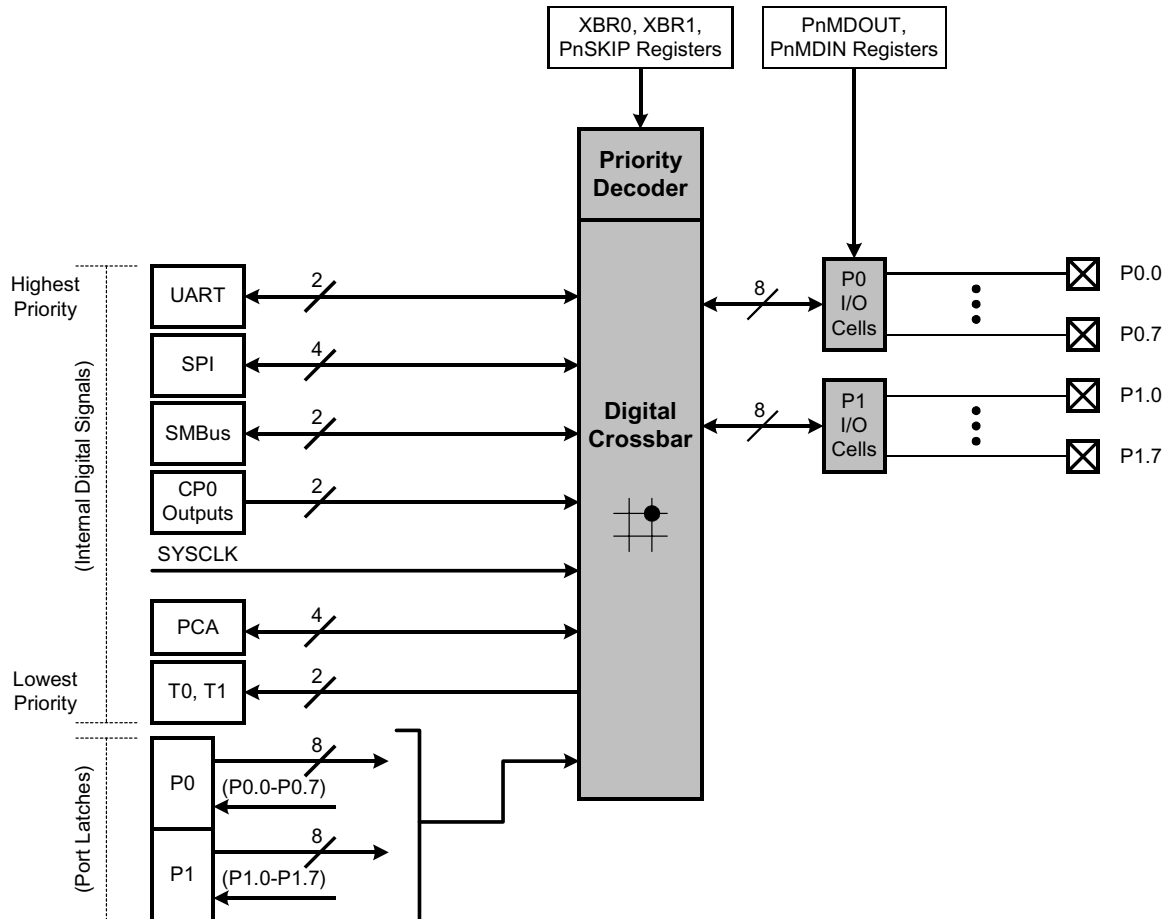 XBR0, XBR1,
PnSKIP Registers
PnMDOUT,
PnMDIN Registers
Priority
Decoder
Highest
Priority
UART
2
8
P0
I/O
Cells
P0.0
P0.7
SPI
4
SMBus
2
Digital
Crossbar
8
P1
I/O
Cells
P1.0
P1.7
(Internal Digital Signals)
CP0
Outputs
2
SYSCLK
PCA
4
Lowest
Priority
T0, T1
2
(Port Latches)
P0
8
(P0.0-P0.7)
P1
8
(P1.0-P1.7)